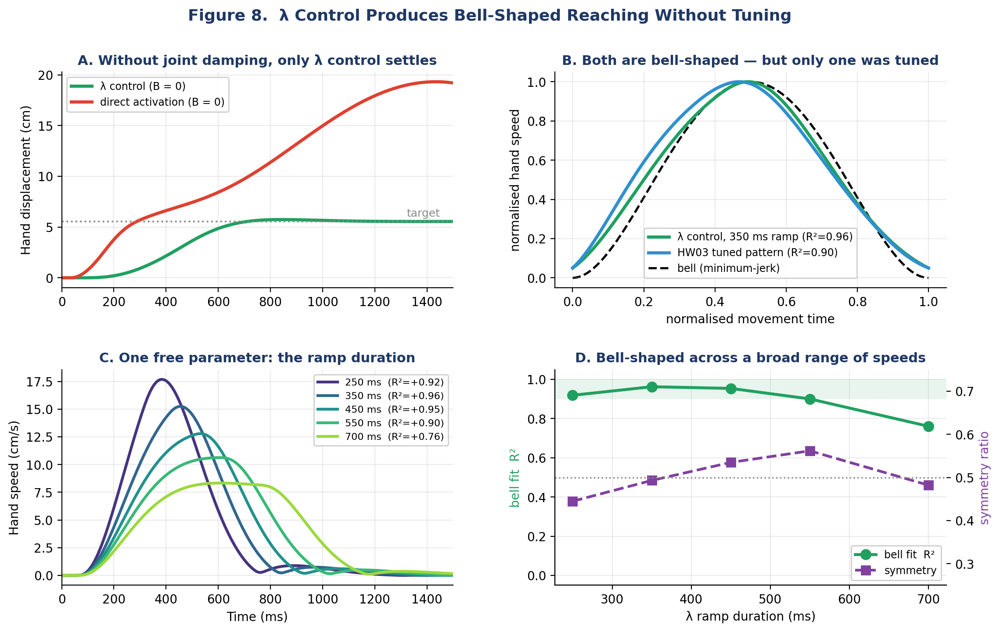 Figure 8.  λ Control Produces Bell-Shaped Reaching Without Tuning
A. Without joint damping, only λ control settles
Hand displacement (cm)
20
15
10
5
0
λ control (B = 0)
direct activation (B = 0)
target
0 200 400 600 800 1000 1200 1400
B. Both are bell-shaped — but only one was tuned
normalised hand speed
1.0
0.8
0.6
0.4
0.2
0.0
λ control, 350 ms ramp (R²=0.96)
HW03 tuned pattern (R²=0.90)
bell (minimum-jerk)
0.0 0.2 0.4 0.6 0.8 1.0
normalised movement time
C. One free parameter: the ramp duration
Hand speed (cm/s)
17.5
15.0
12.5
10.0
7.5
5.0
2.5
0.0
250 ms  (R²=+0.92)
350 ms  (R²=+0.96)
450 ms  (R²=+0.95)
550 ms  (R²=+0.90)
700 ms  (R²=+0.76)
0 200 400 600 800 1000 1200 1400
Time (ms)
D. Bell-shaped across a broad range of speeds
bell fit  R²
1.0
0.8
0.6
0.4
0.2
0.0
0.7
0.6
0.5
0.4
0.3
symmetry ratio
bell fit  R²
symmetry
300 400 500 600 700
λ ramp duration (ms)